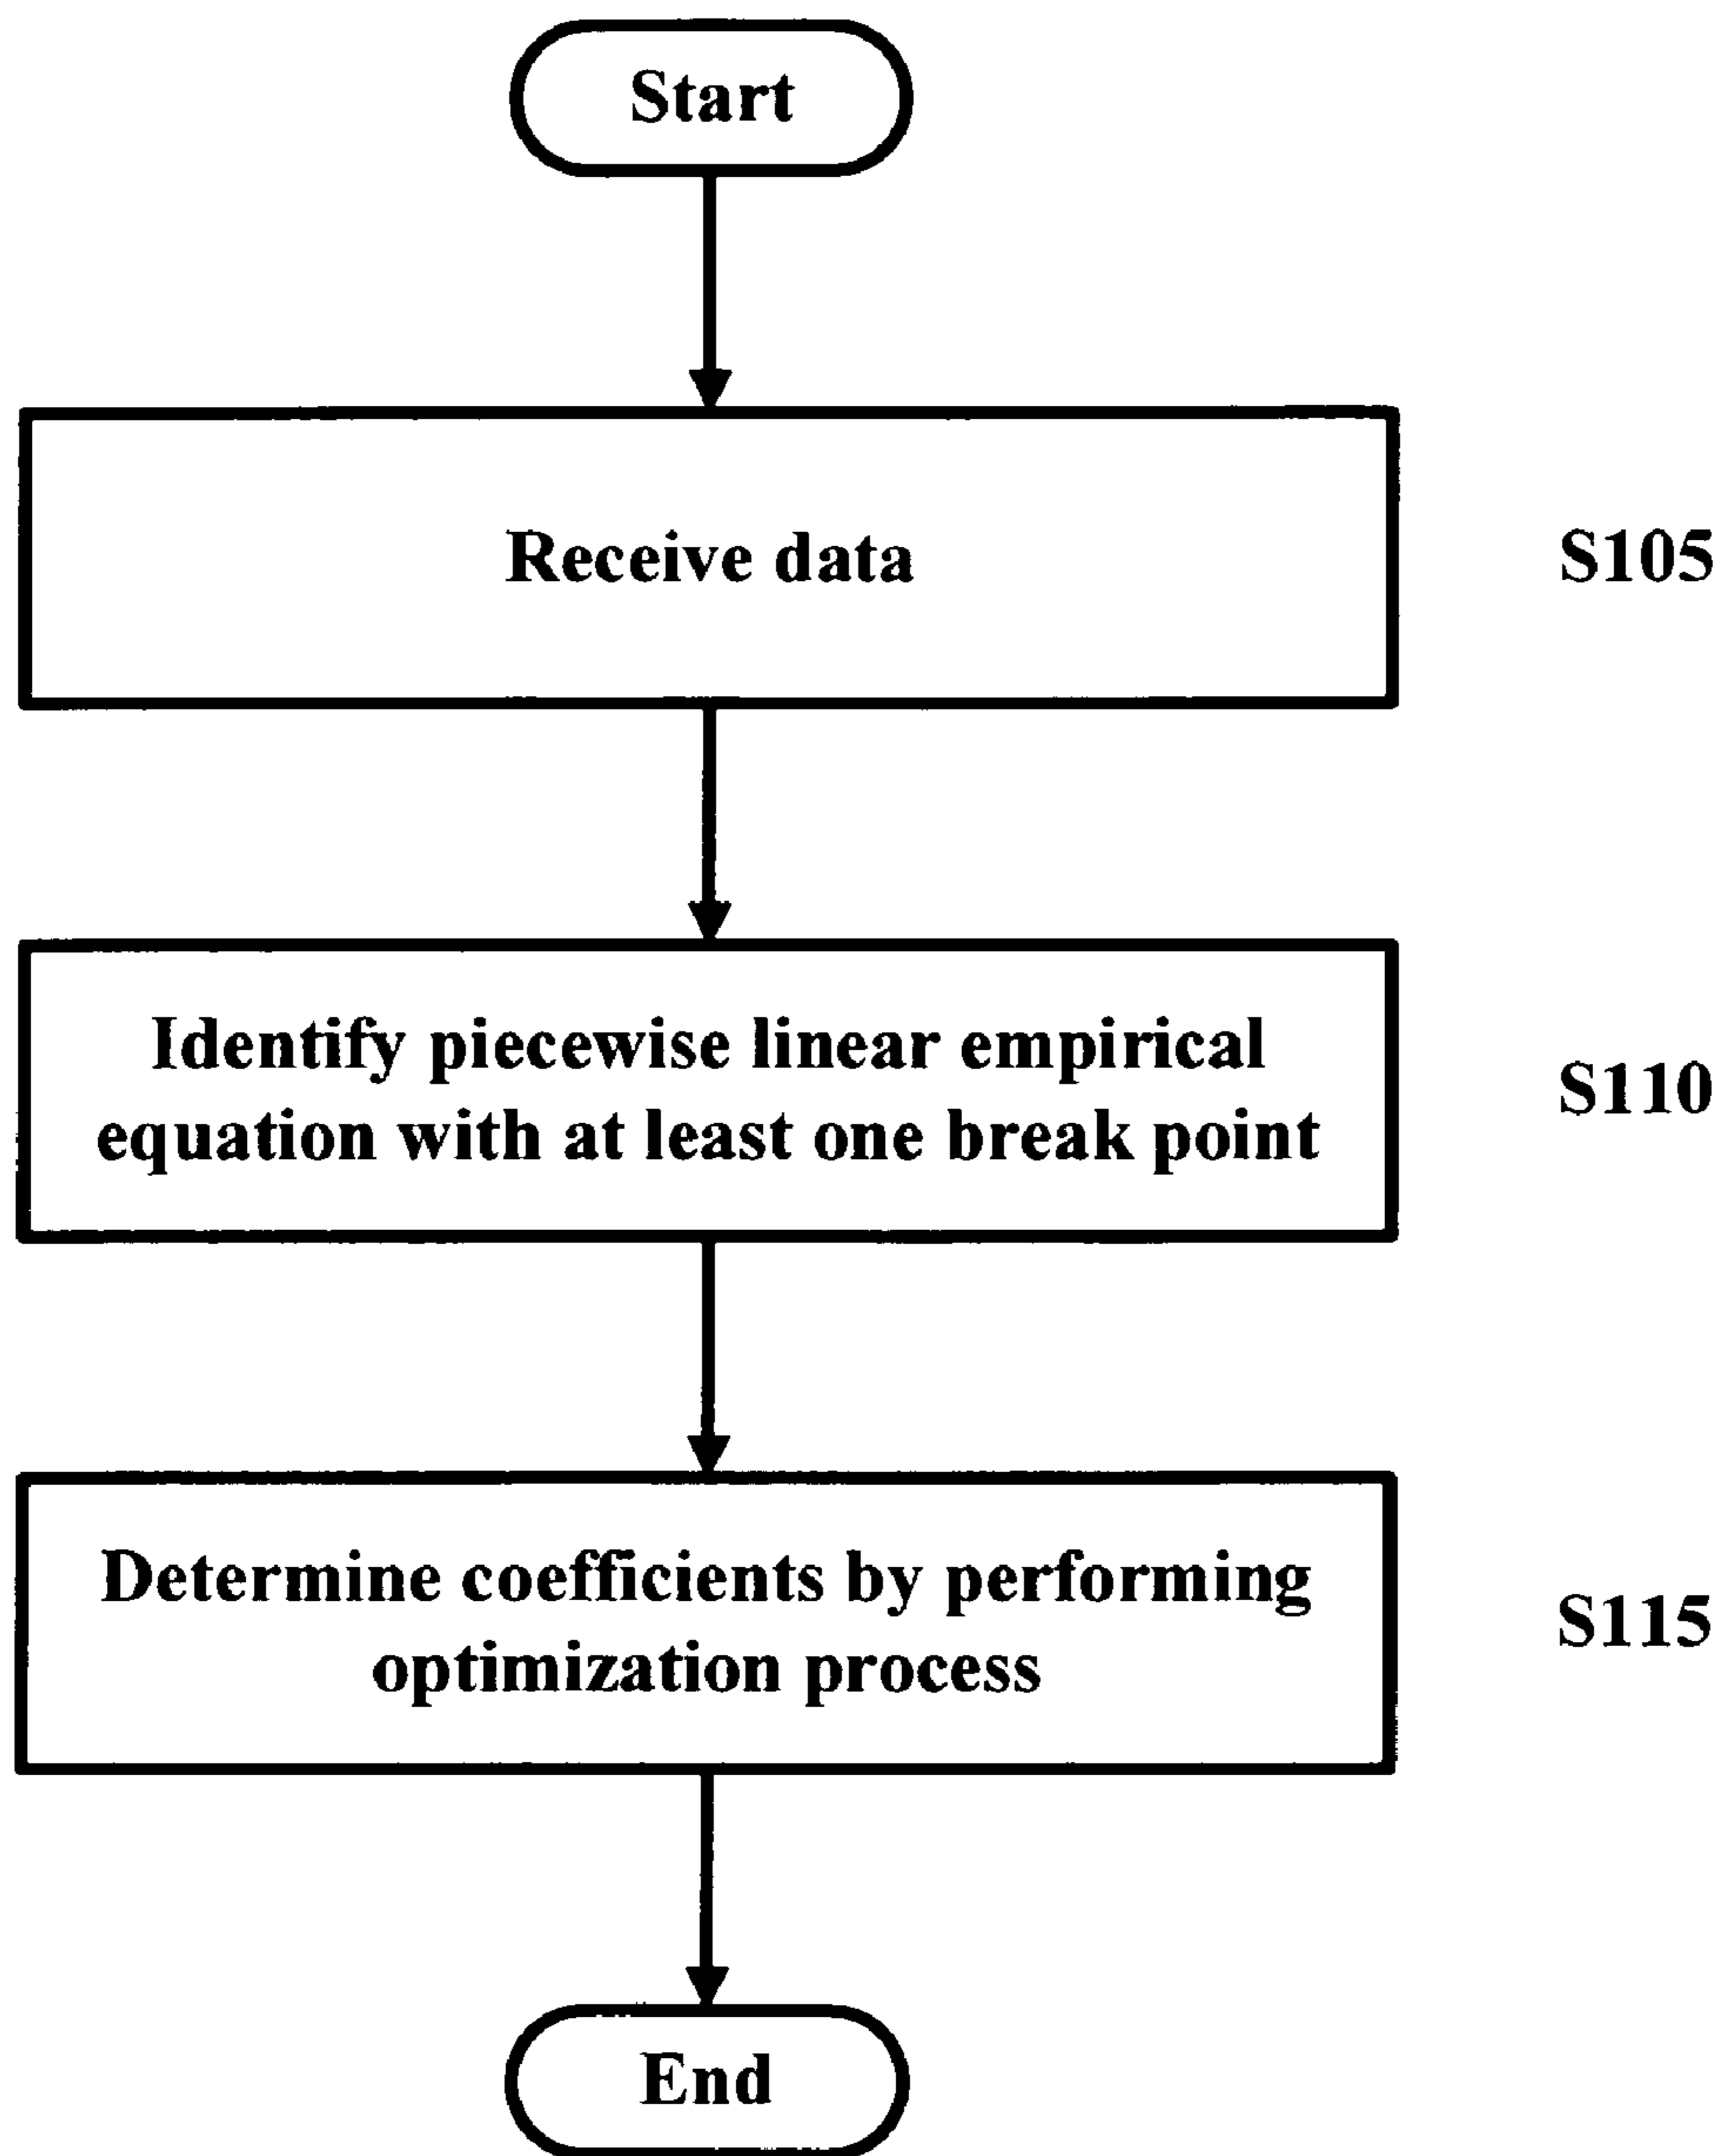 Start
Receive data
S105
Identify piecewise linear empirical
equation with at least one break point
S110
Determine coefficients by performing
optimization process
S115
End